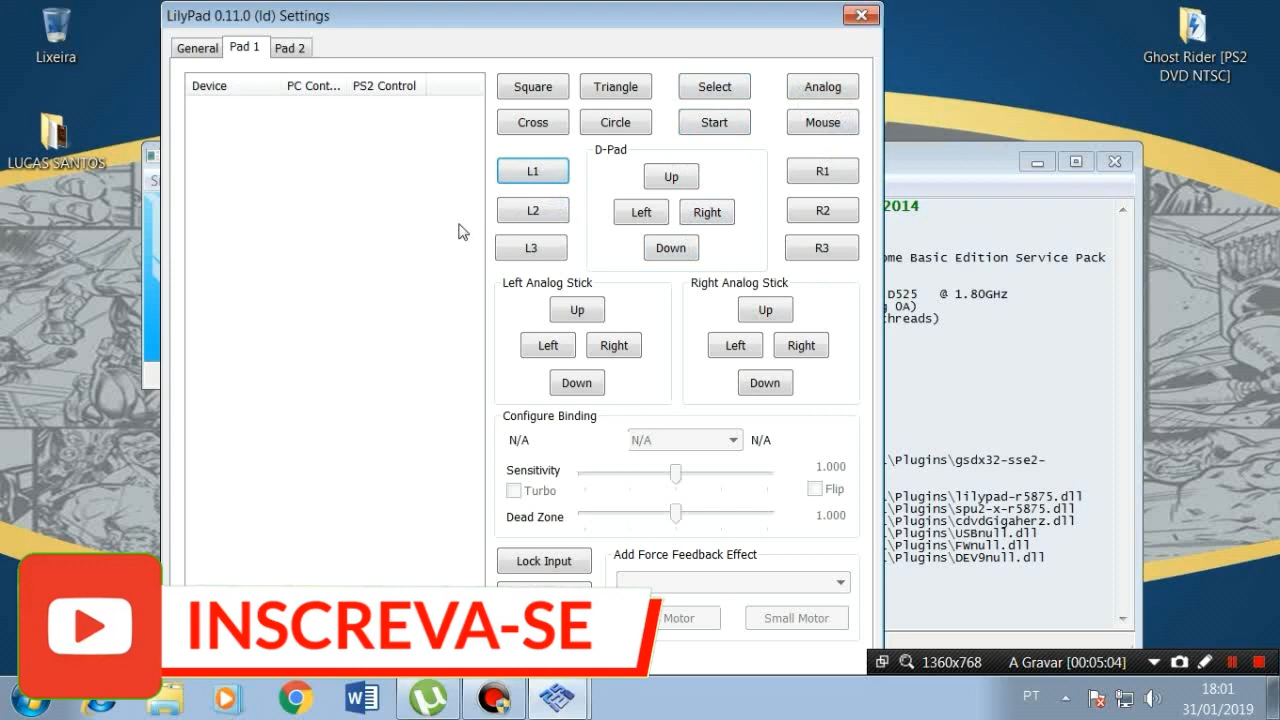 LilyPad 0.11.0 (ld) Settings
General
Pad 1
Pad 2
Device PC Cont... PS2 Control
Square Triangle Select Analog
Cross Circle Start Mouse
D-Pad
L1 Up R1
L2 Left Right R2
L3 Down R3
Left Analog Stick
Up
Left Right
Down
Right Analog Stick
Up
Left Right
Down
Configure Binding
N/A N/A N/A
Sensitivity 1.000
Turbo Flip
Dead Zone 1.000
Lock Input
Add Force Feedback Effect
Motor Small Motor
Lixeira
LUCAS SANTOS
Ghost Rider [PS2
DVD NTSC]
2014
me Basic Edition Service Pack
D525 @ 1.80GHz
OA)
threads)
\Plugins\gsdx32-sse2-
\Plugins\lilypad-r5875.dll
\Plugins\spu2-x-r5875.dll
\Plugins\cdvdGigaherz.dll
\Plugins\USBnull.dll
\Plugins\FWnull.dll
\Plugins\DEV9null.dll
INSCREVA-SE
1360x768 A Gravar [00:05:04]
PT
18:01
31/01/2019